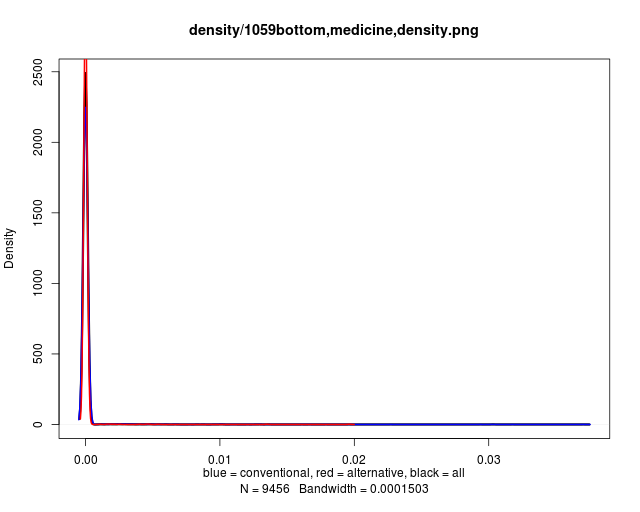 density/1059bottom,medicine,density.png
Density
2500
2000
1500
1000
500
0
0.00 0.01 0.02 0.03
blue = conventional, red = alternative, black = all
N = 9456 Bandwidth = 0.0001503